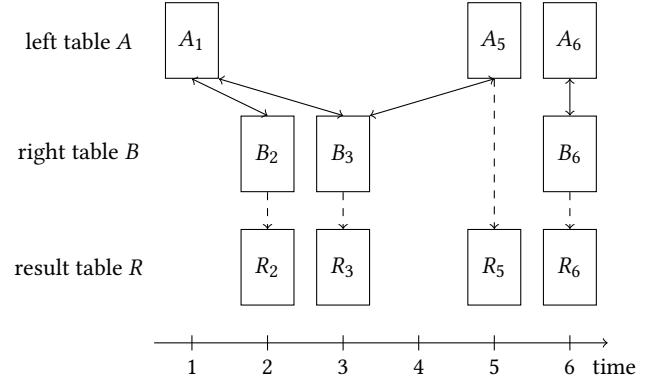 left table A A₁ A₅ A₆
right table B B₂ B₃ B₆
result table R R₂ R₃ R₅ R₆
1 2 3 4 5 6 time